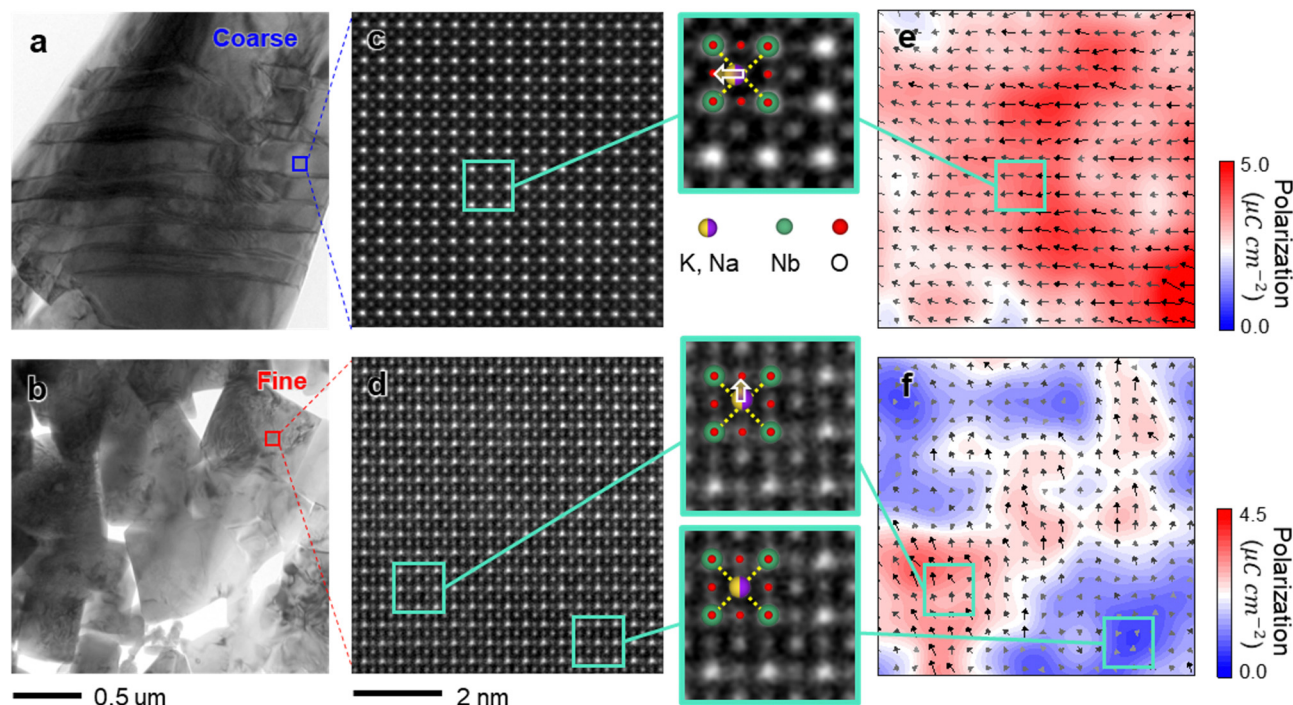 a
Coarse
c
e
K, Na
Nb
O
5.0
Polarization
(μC cm⁻²)
0.0
b
Fine
d
f
4.5
Polarization
(μC cm⁻²)
0.0
0.5 um
2 nm